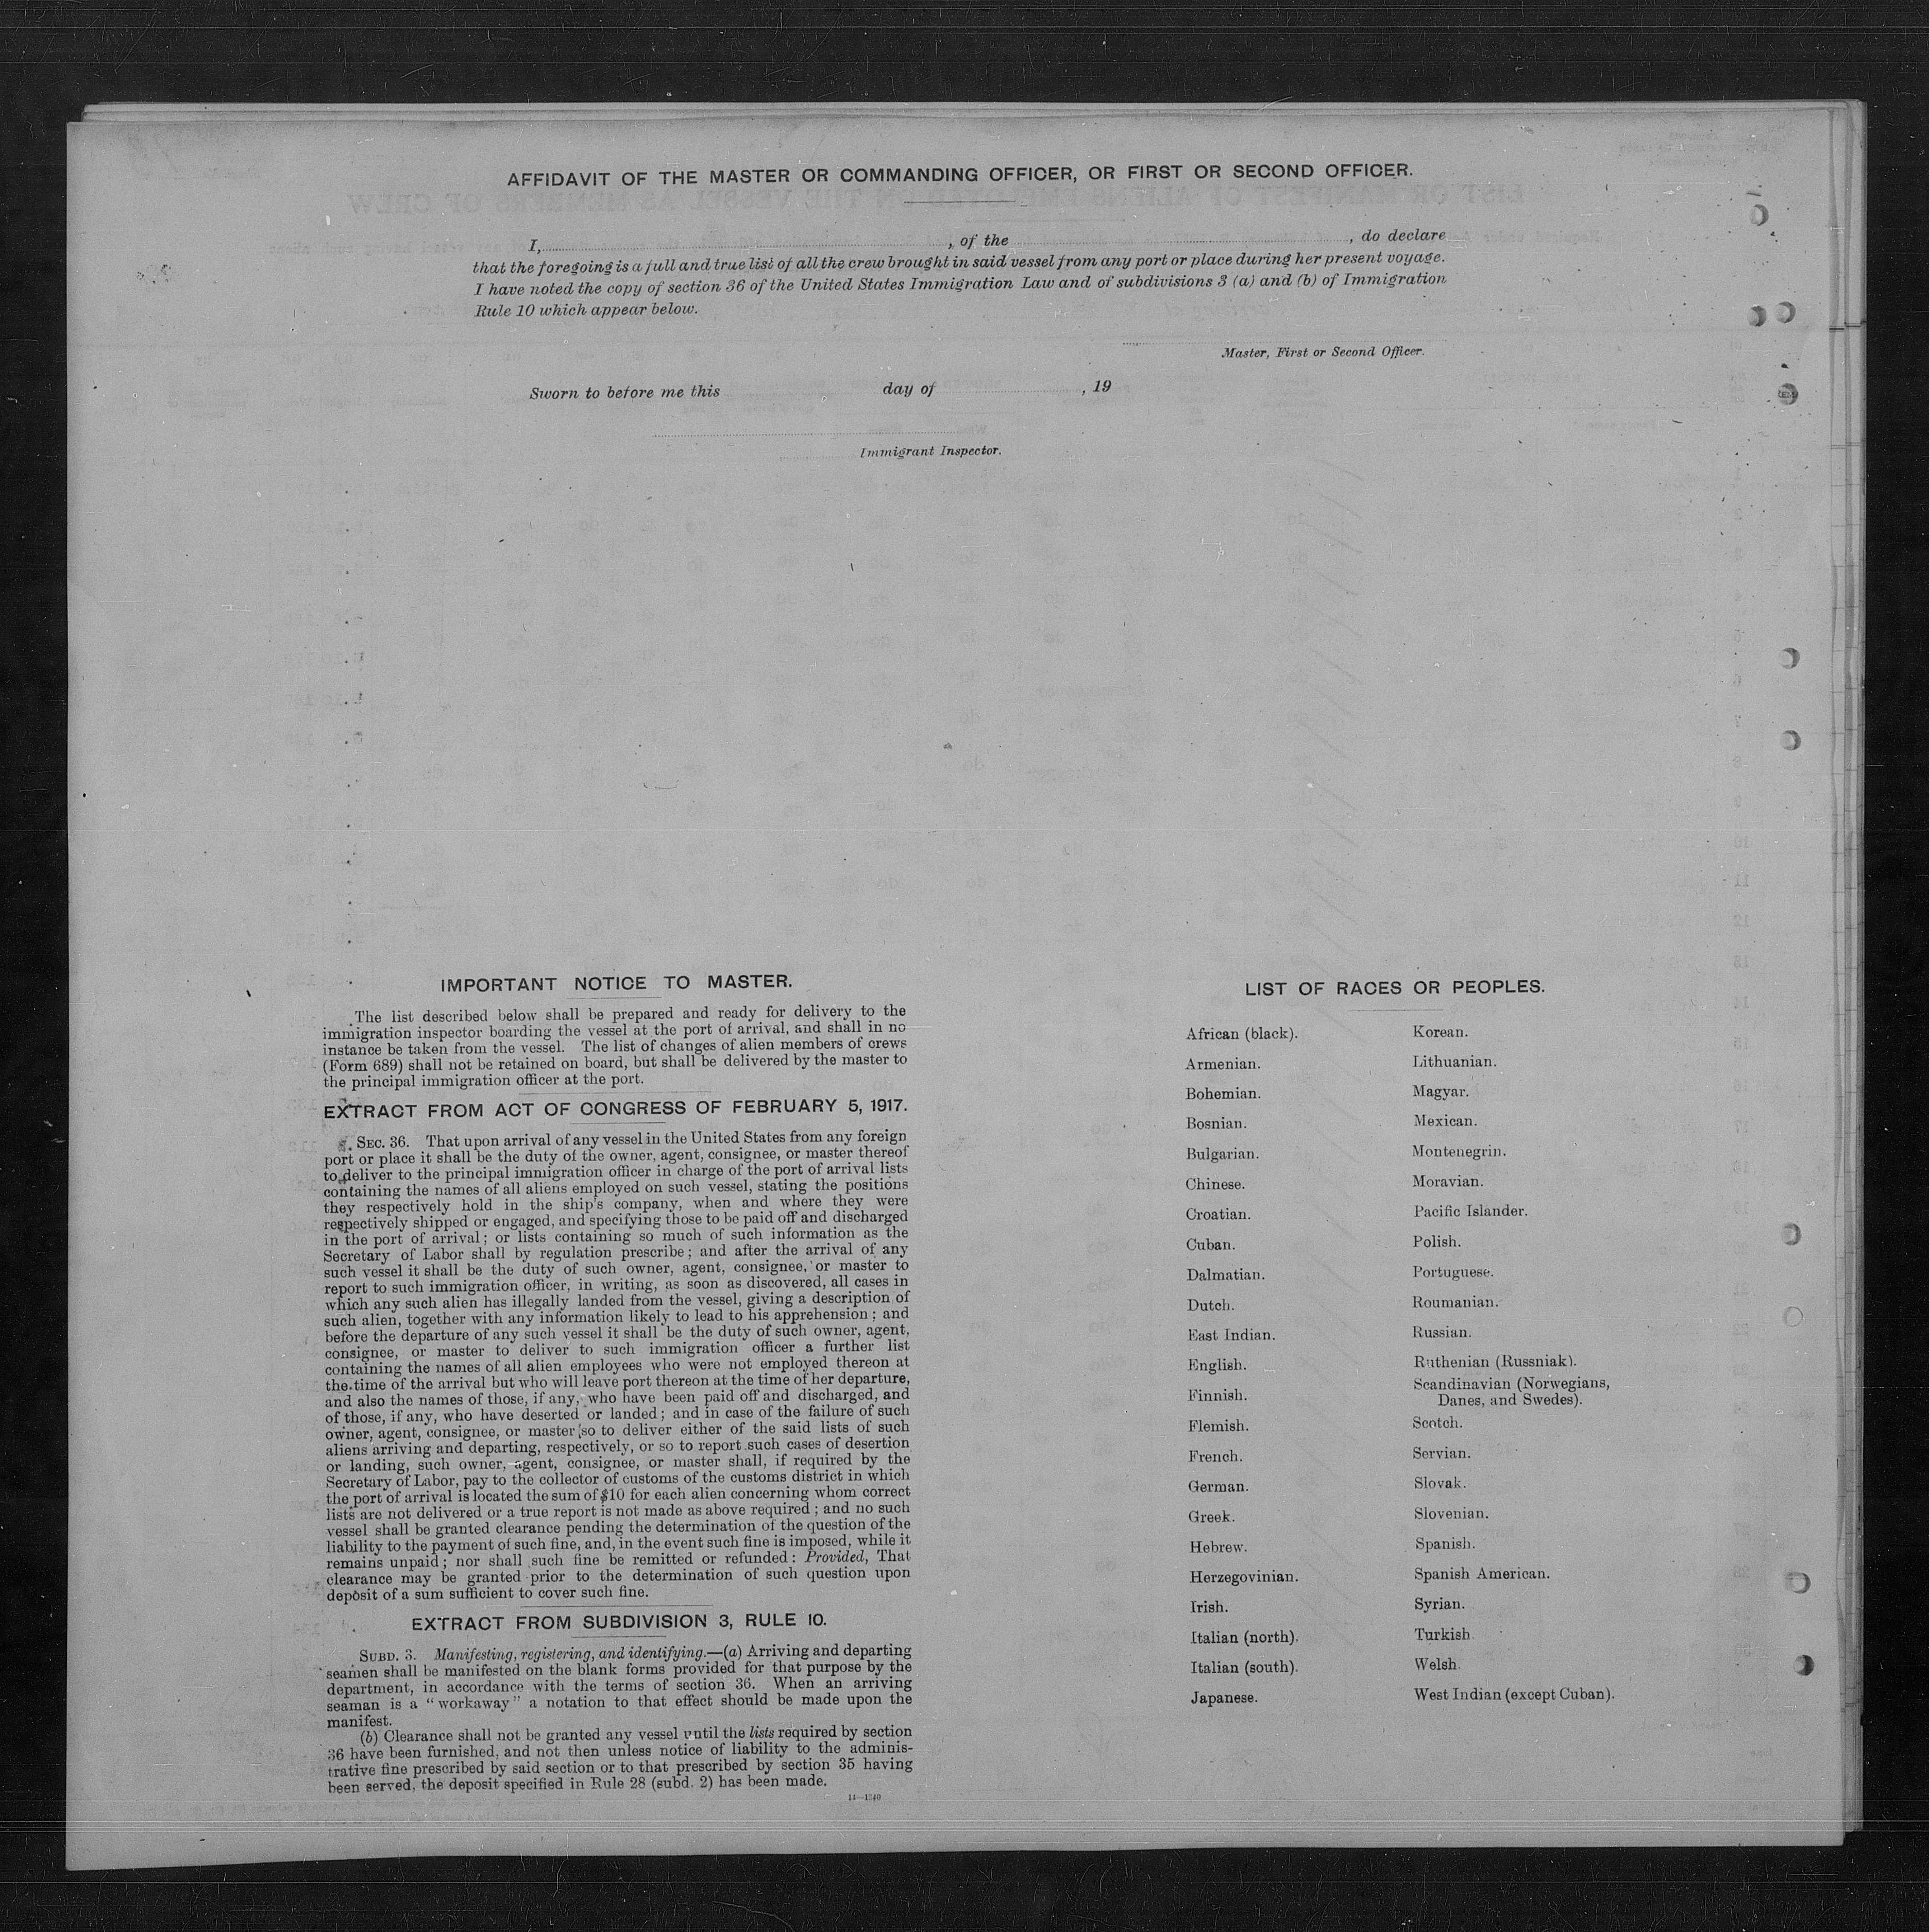 AFFIDAVIT OF THE MASTER OR COMMANDING OFFICER, OR FIRST OR SECOND OFFICER.
I, , of the , do declare
that the foregoing is a full and true list of all the crew brought in said vessel from any port or place during her present voyage.
I have noted the copy of section 36 of the United States Immigration Law and of subdivisions 3 (a) and (b) of Immigration
Rule 10 which appear below.
Master, First or Second Officer.
Sworn to before me this day of , 19
Immigrant Inspector.
IMPORTANT NOTICE TO MASTER.
The list described below shall be prepared and ready for delivery to the
immigration inspector boarding the vessel at the port of arrival, and shall in no
instance be taken from the vessel. The list of changes of alien members of crews
(Form 689) shall not be retained on board, but shall be delivered by the master to
the principal immigration officer at the port.
EXTRACT FROM ACT OF CONGRESS OF FEBRUARY 5, 1917.
SEC. 36. That upon arrival of any vessel in the United States from any foreign
port or place it shall be the duty of the owner, agent, consignee, or master thereof
to deliver to the principal immigration officer in charge of the port of arrival lists
containing the names of all aliens employed on such vessel, stating the positions
they respectively hold in the ship's company, when and where they were
respectively shipped or engaged, and specifying those to be paid off and discharged
in the port of arrival; or lists containing so much of such information as the
Secretary of Labor shall by regulation prescribe; and after the arrival of any
such vessel it shall be the duty of such owner, agent, consignee, or master to
report to such immigration officer, in writing, as soon as discovered, all cases in
which any such alien has illegally landed from the vessel, giving a description of
such alien, together with any information likely to lead to his apprehension; and
before the departure of any such vessel it shall be the duty of such owner, agent,
consignee, or master to deliver to such immigration officer a further list
containing the names of all alien employees who were not employed thereon at
the time of the arrival but who will leave port thereon at the time of her departure,
and also the names of those, if any, who have been paid off and discharged, and
of those, if any, who have deserted or landed; and in case of the failure of such
owner, agent, consignee, or master so to deliver either of the said lists of such
aliens arriving and departing, respectively, or so to report such cases of desertion
or landing, such owner, agent, consignee, or master shall, if required by the
Secretary of Labor, pay to the collector of customs of the customs district in which
the port of arrival is located the sum of $10 for each alien concerning whom correct
lists are not delivered or a true report is not made as above required; and no such
vessel shall be granted clearance pending the determination of the question of the
liability to the payment of such fine, and, in the event such fine is imposed, while it
remains unpaid; nor shall such fine be remitted or refunded: Provided, That
clearance may be granted prior to the determination of such question upon
deposit of a sum sufficient to cover such fine.
EXTRACT FROM SUBDIVISION 3, RULE 10.
SUBD. 3. Manifesting, registering, and identifying.—(a) Arriving and departing
seamen shall be manifested on the blank forms provided for that purpose by the
department, in accordance with the terms of section 36. When an arriving
seaman is a "workaway" a notation to that effect should be made upon the
manifest.
(b) Clearance shall not be granted any vessel until the lists required by section
36 have been furnished, and not then unless notice of liability to the adminis-
trative fine prescribed by said section or to that prescribed by section 35 having
been served, the deposit specified in Rule 28 (subd. 2) has been made.
LIST OF RACES OR PEOPLES.
African (black).
Armenian.
Bohemian.
Bosnian.
Bulgarian.
Chinese.
Croatian.
Cuban.
Dalmatian.
Dutch.
East Indian.
English.
Finnish.
Flemish.
French.
German.
Greek.
Hebrew.
Herzegovinian.
Irish.
Italian (north).
Italian (south).
Japanese.
Korean.
Lithuanian.
Magyar.
Mexican.
Montenegrin.
Moravian.
Pacific Islander.
Polish.
Portuguese.
Roumanian.
Russian.
Ruthenian (Russniak).
Scandinavian (Norwegians,
Danes, and Swedes).
Scotch.
Servian.
Slovak.
Slovenian.
Spanish.
Spanish American.
Syrian.
Turkish
Welsh.
West Indian (except Cuban).